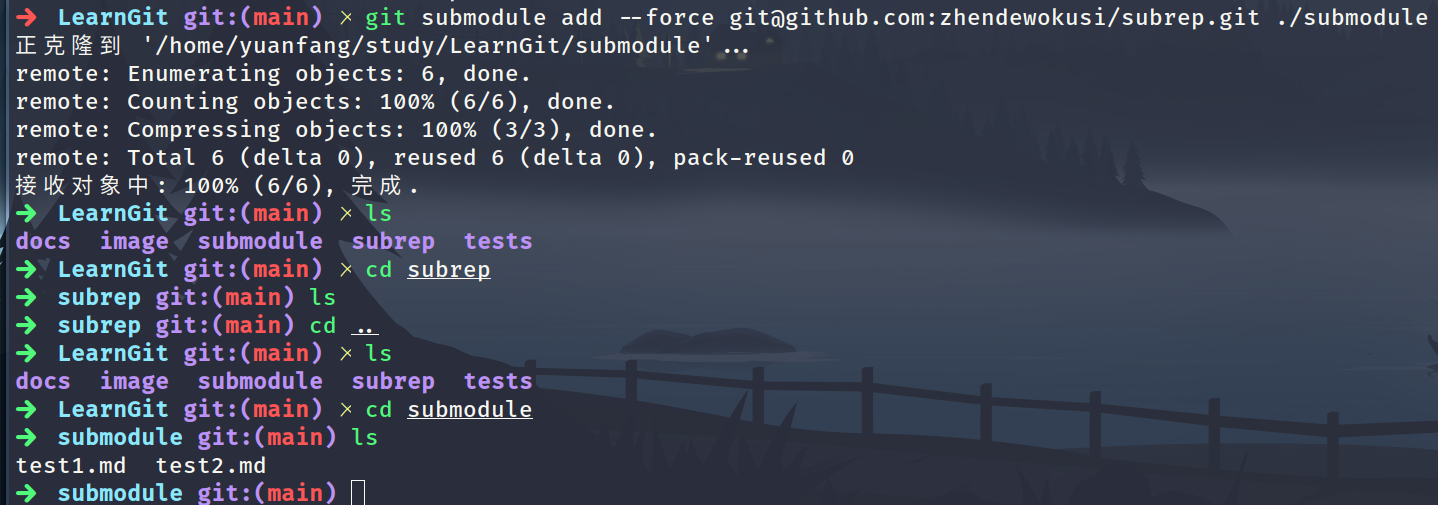 ➜ LearnGit git:(main) × git submodule add --force git@github.com:zhendewokusi/subrep.git ./submodule
正克隆到 '/home/yuanfang/study/LearnGit/submodule'...
remote: Enumerating objects: 6, done.
remote: Counting objects: 100% (6/6), done.
remote: Compressing objects: 100% (3/3), done.
remote: Total 6 (delta 0), reused 6 (delta 0), pack-reused 0
接收对象中: 100% (6/6), 完成.
➜ LearnGit git:(main) × ls
docs image submodule subrep tests
➜ LearnGit git:(main) × cd subrep
➜ subrep git:(main) ls
➜ subrep git:(main) cd ..
➜ LearnGit git:(main) × ls
docs image submodule subrep tests
➜ LearnGit git:(main) × cd submodule
➜ submodule git:(main) ls
test1.md test2.md
➜ submodule git:(main)